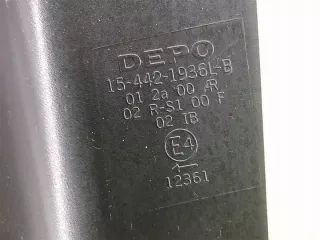 DEPO
15-442-1936L-B
01 2a 00 AR
02 R-S1 00 F
02 IB
E4
12361